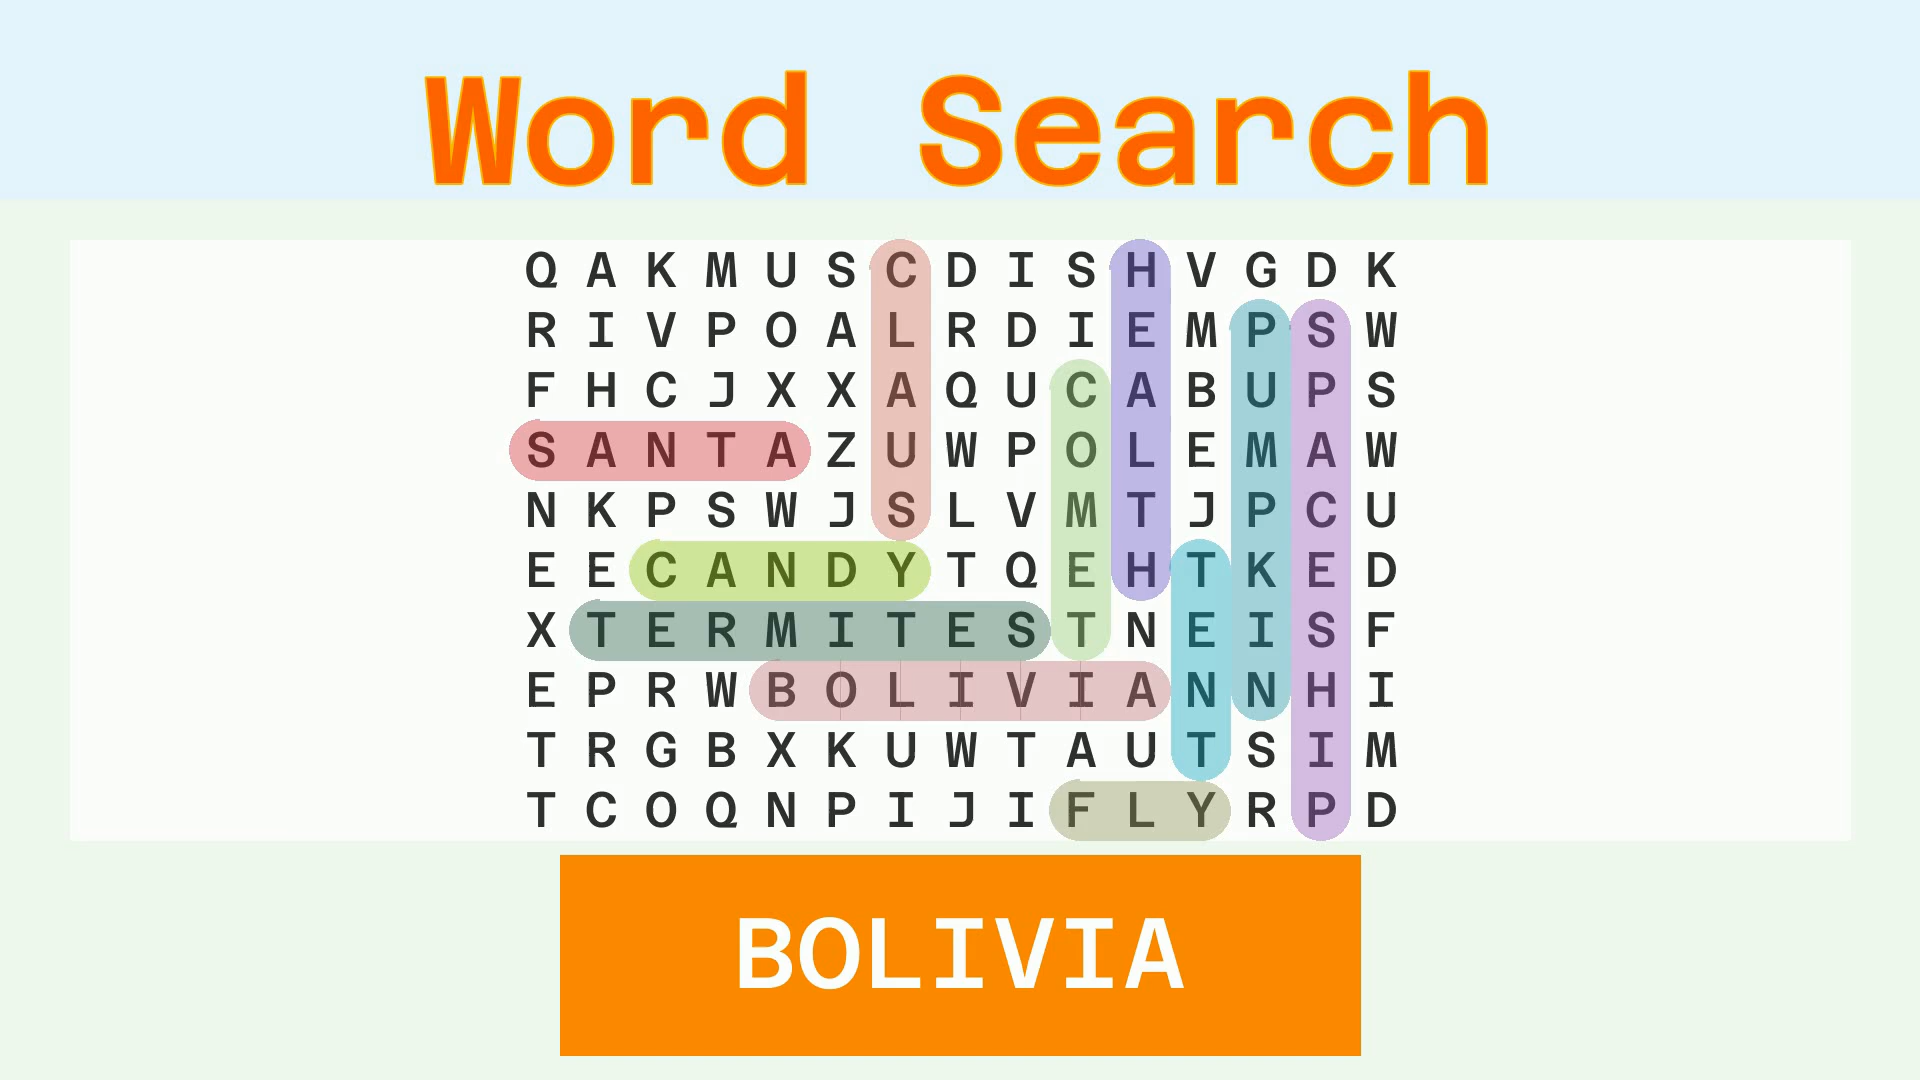 Word Search
Q A K M U S C D I S H V G D K
R I V P O A L R D I E M P S W
F H C J X X A Q U C A B U P S
S A N T A Z U W P O L E M A W
N K P S W J S L V M T J P C U
E E C A N D Y T Q E H T K E D
X T E R M I T E S T N E I S F
E P R W B O L I V I A N N H I
T R G B X K U W T A U T S I M
T C O Q N P I J I F L Y R P D
BOLIVIA